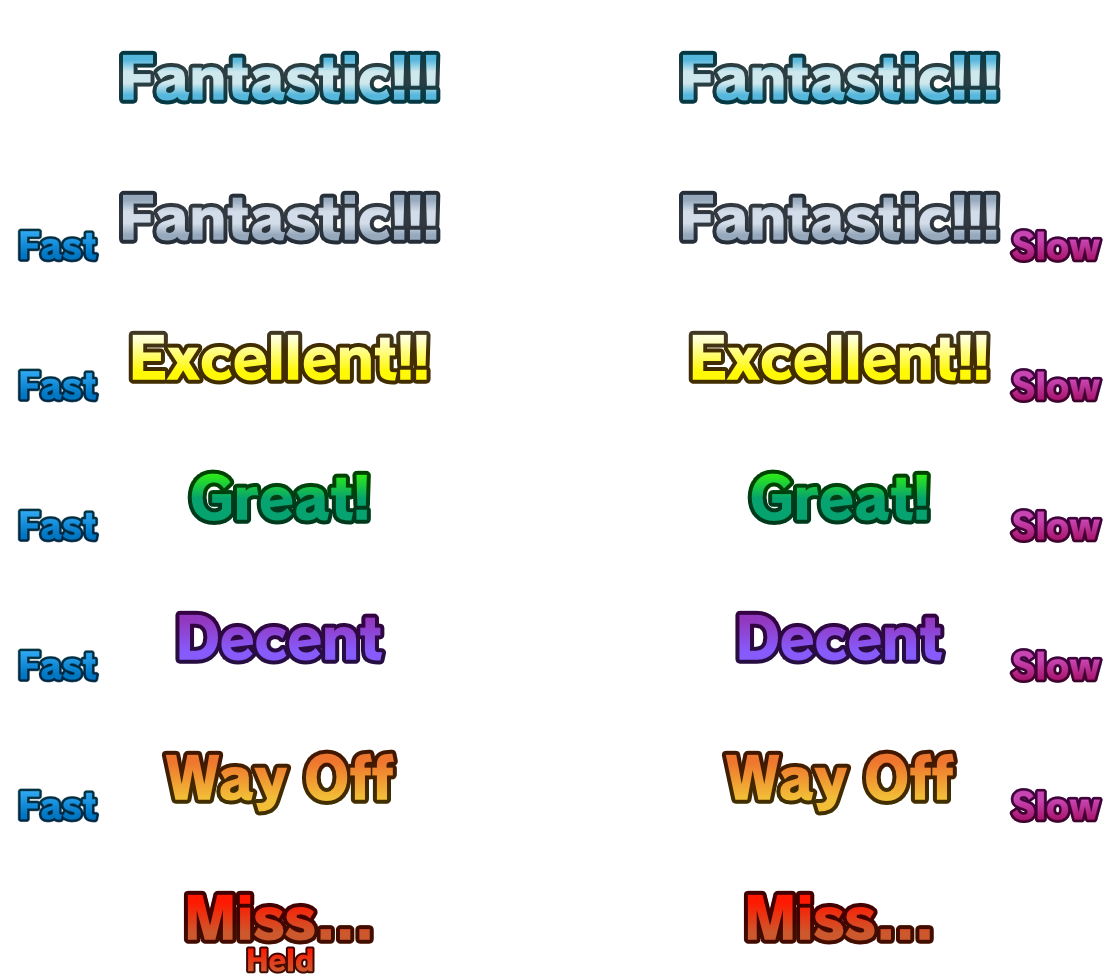 Fantastic!!! Fantastic!!!
Fast Fantastic!!! Fantastic!!! Slow
Fast Excellent!! Excellent!! Slow
Fast Great! Great! Slow
Fast Decent Decent Slow
Fast Way Off Way Off Slow
Miss... Miss...
Held